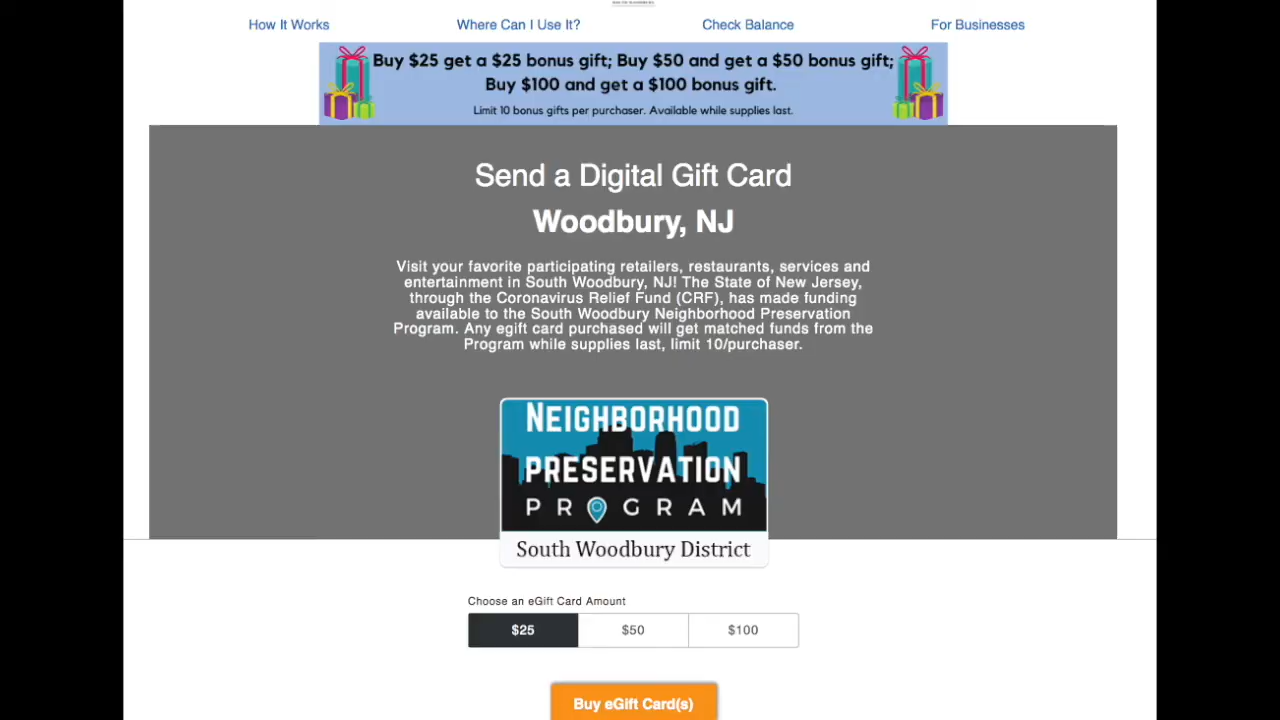 How It Works
Where Can I Use It?
Check Balance
For Businesses
Buy $25 get a $25 bonus gift; Buy $50 and get a $50 bonus gift;
Buy $100 and get a $100 bonus gift.
Limit 10 bonus gifts per purchaser. Available while supplies last.
Send a Digital Gift Card
Woodbury, NJ
Visit your favorite participating retailers, restaurants, services and
entertainment in South Woodbury, NJ! The State of New Jersey,
through the Coronavirus Relief Fund (CRF), has made funding
available to the South Woodbury Neighborhood Preservation
Program. Any egift card purchased will get matched funds from the
Program while supplies last, limit 10/purchaser.
NEIGHBORHOOD
PRESERVATION
PROGRAM
South Woodbury District
Choose an eGift Card Amount
$25
$50
$100
Buy eGift Card(s)